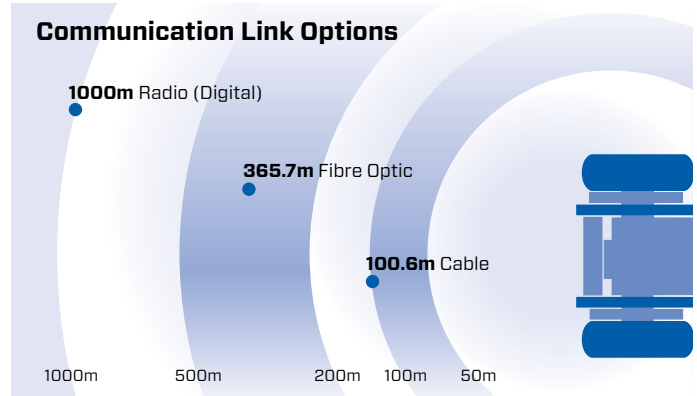 Communication Link Options
1000m Radio (Digital)
365.7m Fibre Optic
100.6m Cable
1000m 500m 200m 100m 50m